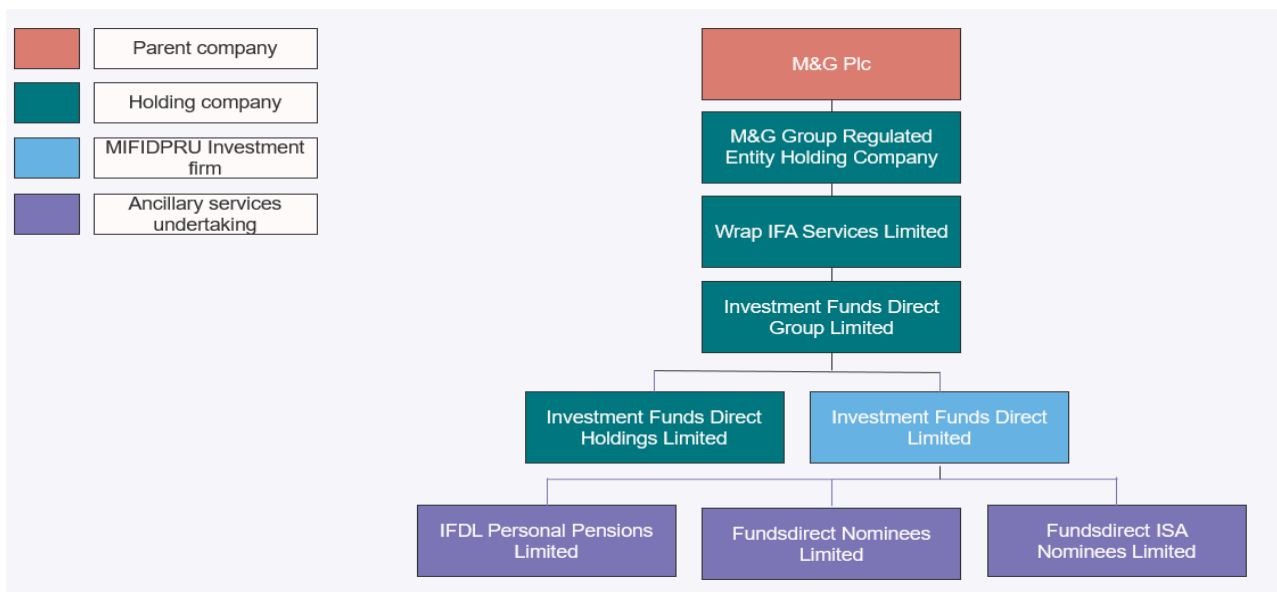 Parent company
Holding company
MIFIDPRU Investment
firm
Ancillary services
undertaking
M&G Plc
M&G Group Regulated
Entity Holding Company
Wrap IFA Services Limited
Investment Funds Direct
Group Limited
Investment Funds Direct
Holdings Limited
Investment Funds Direct
Limited
IFDL Personal Pensions
Limited
Fundsdirect Nominees
Limited
Fundsdirect ISA
Nominees Limited